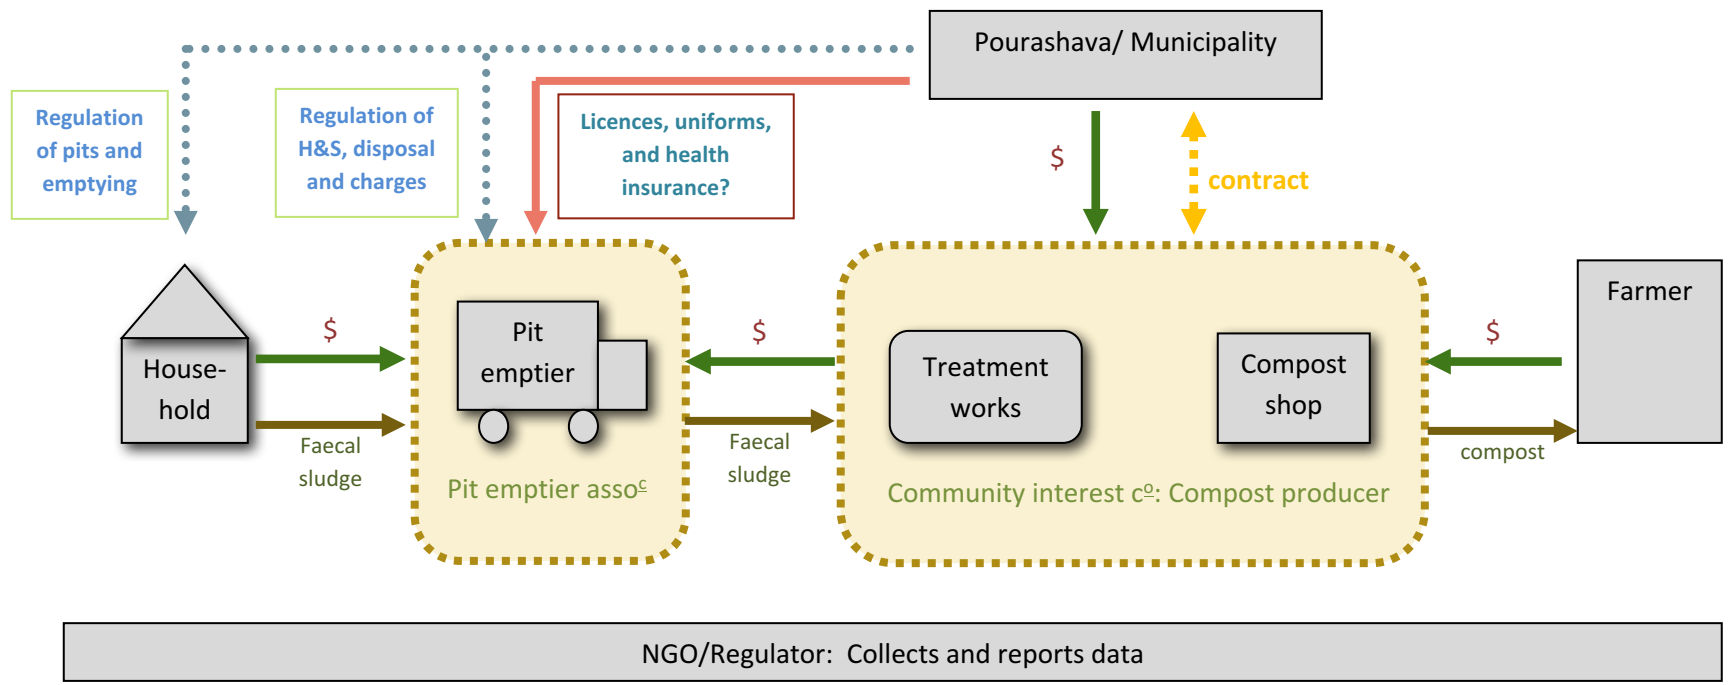 Pourashava/ Municipality
Regulation
of pits and
emptying
Regulation of
H&S, disposal
and charges
Licences, uniforms,
and health
insurance?
$
contract
House-
hold
$
Faecal
sludge
Pit
emptier
Pit emptier assoc
$
Faecal
sludge
Treatment
works
Compost
shop
Community interest co: Compost producer
$
compost
Farmer
NGO/Regulator:  Collects and reports data